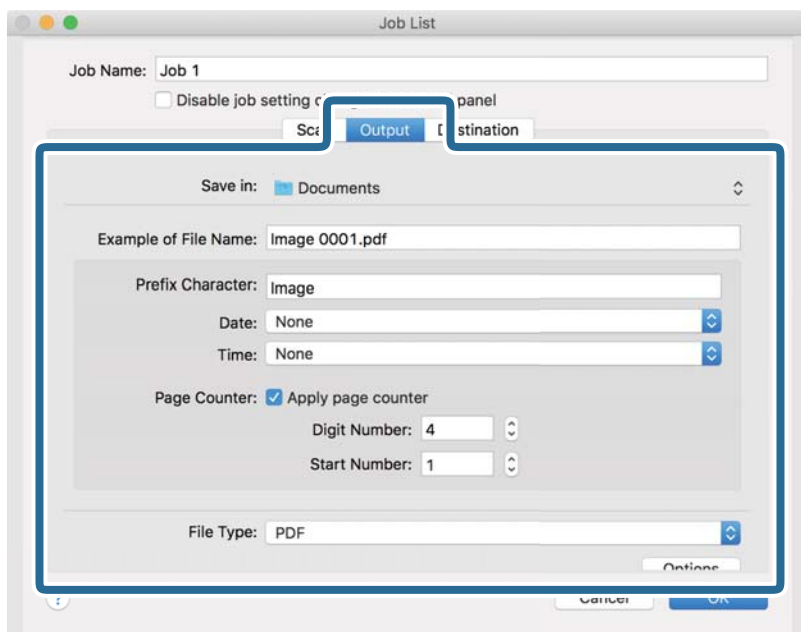 Job List
Job Name: Job 1
Disable job setting panel
Output Destination
Save in: Documents
Example of File Name: Image 0001.pdf
Prefix Character: Image
Date: None
Time: None
Page Counter: Apply page counter
Digit Number: 4
Start Number: 1
File Type: PDF
Options
? Cancel OK